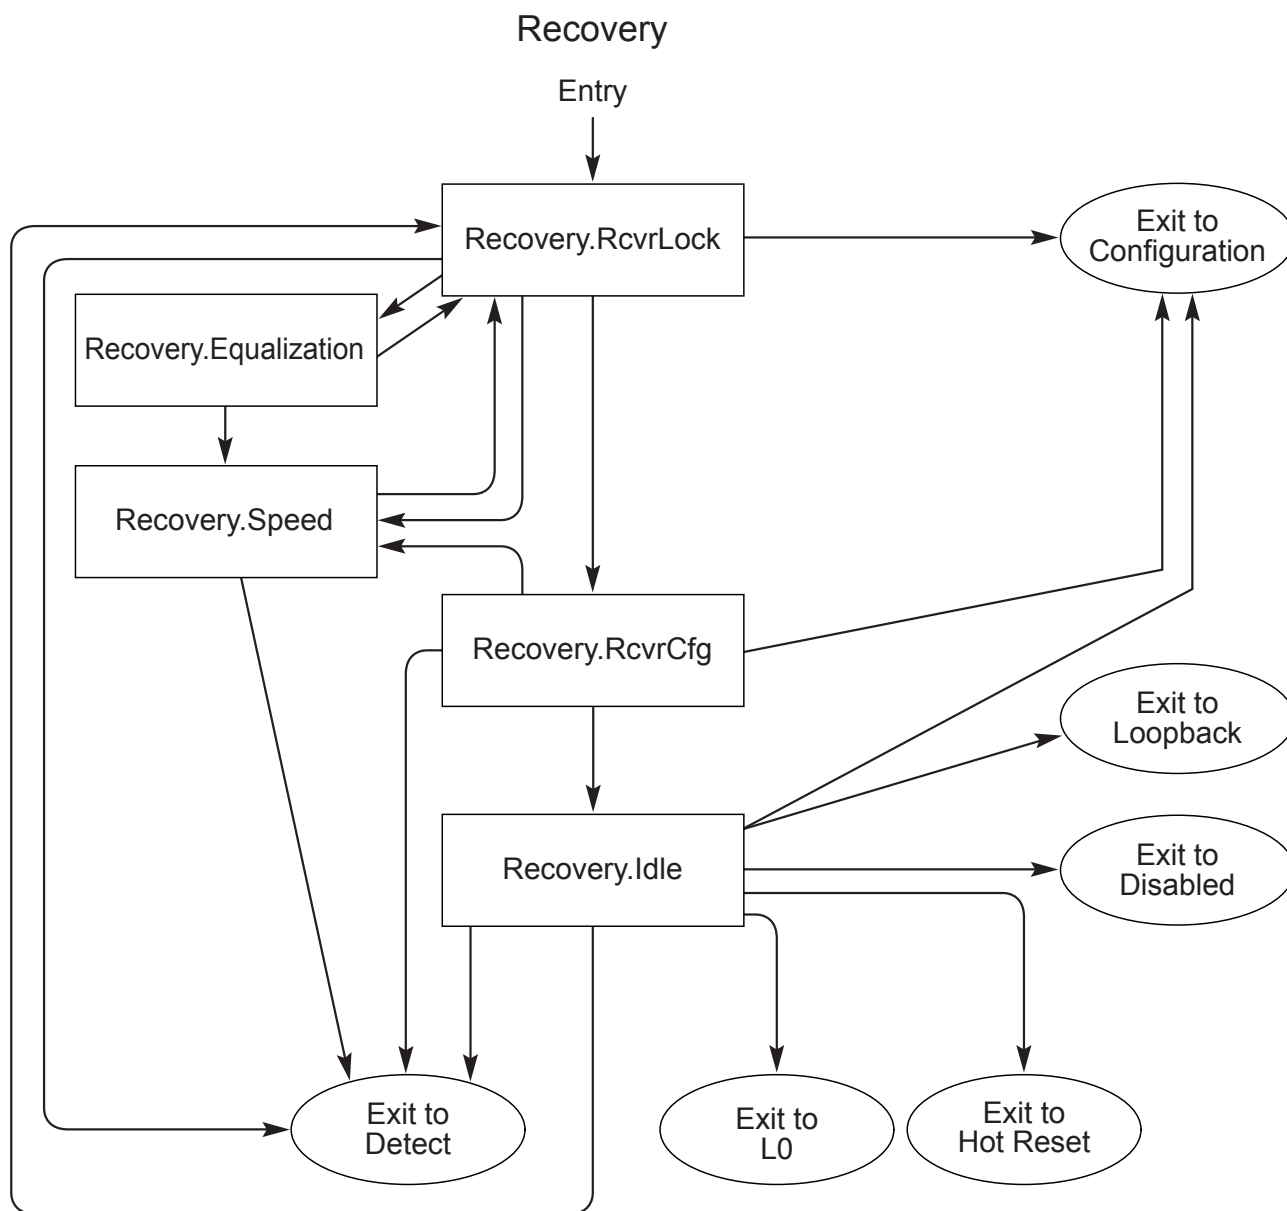 Recovery
Entry
Recovery.RcvrLock
Exit to
Configuration
Recovery.Equalization
Recovery.Speed
Recovery.RcvrCfg
Exit to
Loopback
Recovery.Idle
Exit to
Disabled
Exit to
Detect
Exit to
L0
Exit to
Hot Reset